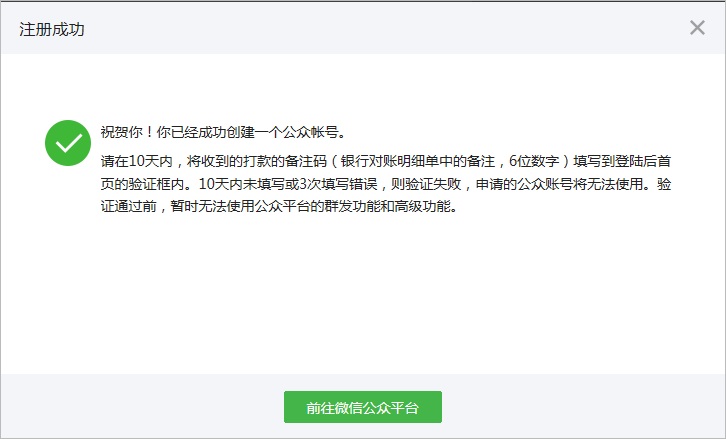 注册成功
祝贺你！你已经成功创建一个公众帐号。
请在10天内，将收到的打款的备注码（银行对账明细单中的备注，6位数字）填写到登陆后首
页的验证框内。10天内未填写或3次填写错误，则验证失败，申请的公众账号将无法使用。验
证通过前，暂时无法使用公众平台的群发功能和高级功能。
前往微信公众平台